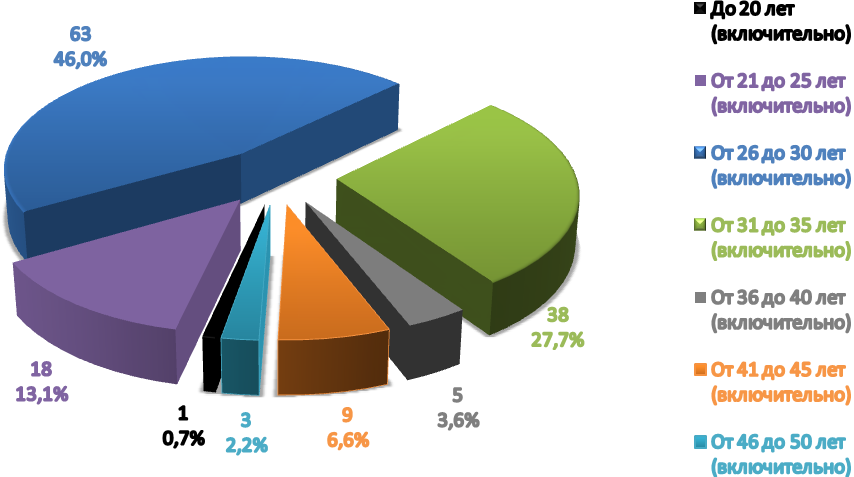 63
46,0%
38
27,7%
18
13,1%
1
0,7%
3
2,2%
9
6,6%
5
3,6%
До 20 лет
(включительно)
От 21 до 25 лет
(включительно)
От 26 до 30 лет
(включительно)
От 31 до 35 лет
(включительно)
От 36 до 40 лет
(включительно)
От 41 до 45 лет
(включительно)
От 46 до 50 лет
(включительно)